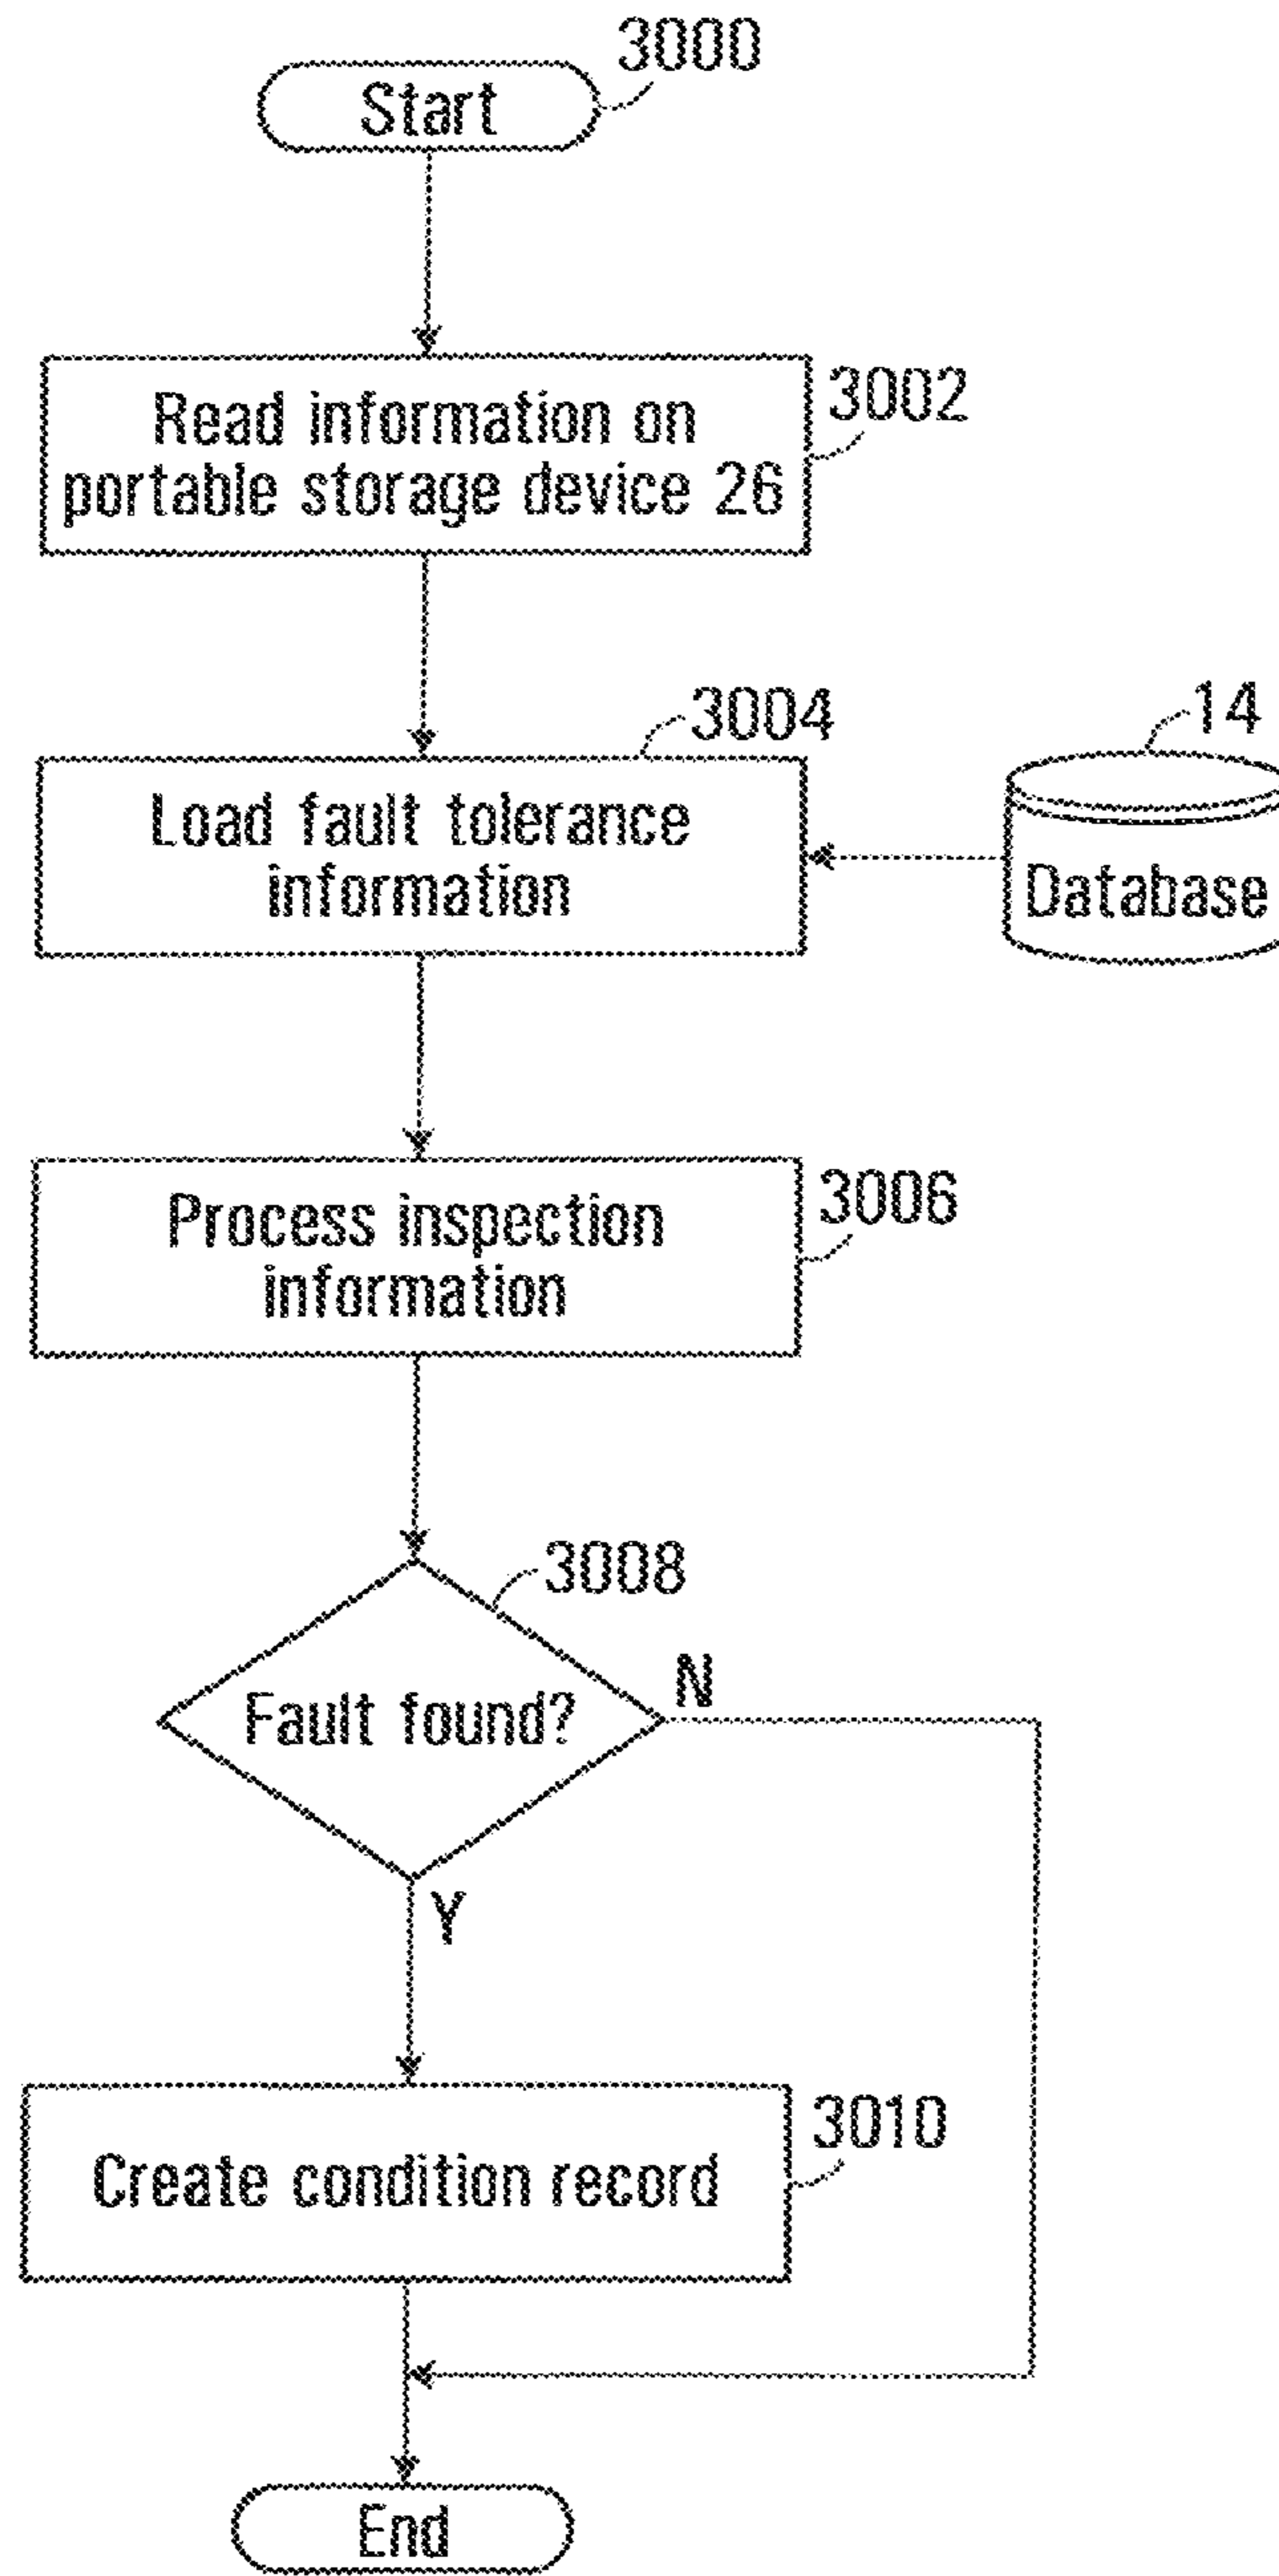 3000
Start
3002
Read information on
portable storage device 26
3004
14
Load fault tolerance
information
Database
3006
Process inspection
information
3008
N
Fault found?
Y
3010
Create condition record
End